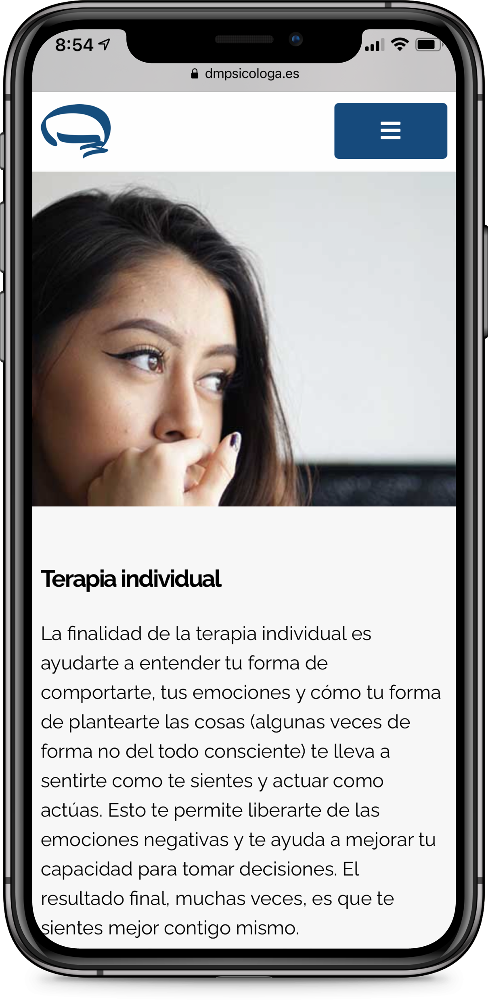 8:54
dmpsicologa.es
Terapia individual
La finalidad de la terapia individual es
ayudarte a entender tu forma de
comportarte, tus emociones y cómo tu forma
de plantearte las cosas (algunas veces de
forma no del todo consciente) te lleva a
sentirte como te sientes y actuar como
actúas. Esto te permite liberarte de las
emociones negativas y te ayuda a mejorar tu
capacidad para tomar decisiones. El
resultado final, muchas veces, es que te
sientes mejor contigo mismo.